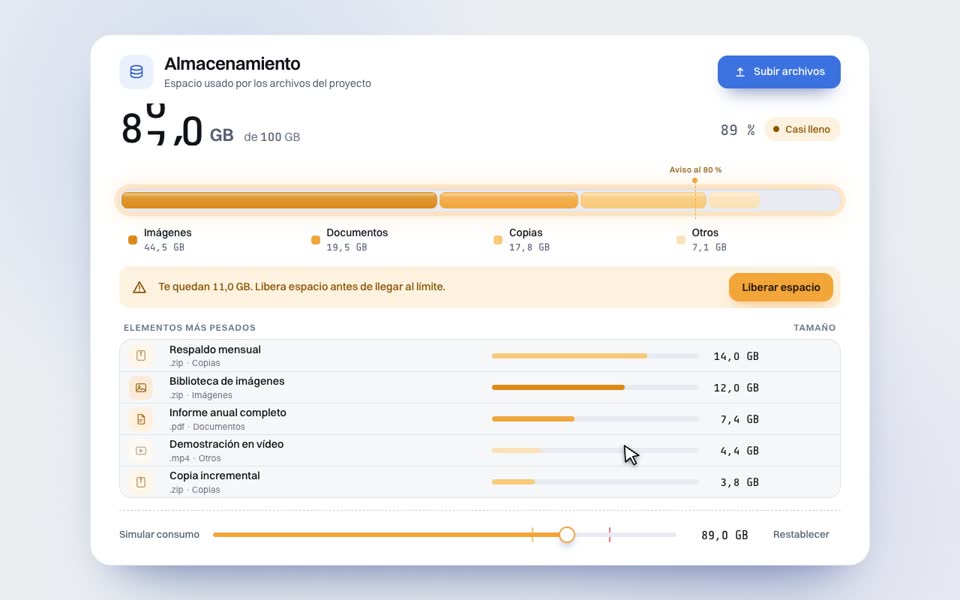 Almacenamiento
Espacio usado por los archivos del proyecto
Subir archivos
GB de 100 GB
89 %
Casi lleno
Aviso al 80 %
Imágenes
44,5 GB
Documentos
19,5 GB
Copias
17,8 GB
Otros
7,1 GB
Te quedan 11,0 GB. Libera espacio antes de llegar al límite.
Liberar espacio
ELEMENTOS MÁS PESADOS
TAMAÑO
Respaldo mensual
.zip · Copias
14,0 GB
Biblioteca de imágenes
.zip · Imágenes
12,0 GB
Informe anual completo
.pdf · Documentos
7,4 GB
Demostración en vídeo
.mp4 · Otros
4,4 GB
Copia incremental
.zip · Copias
3,8 GB
Simular consumo
89,0 GB
Restablecer